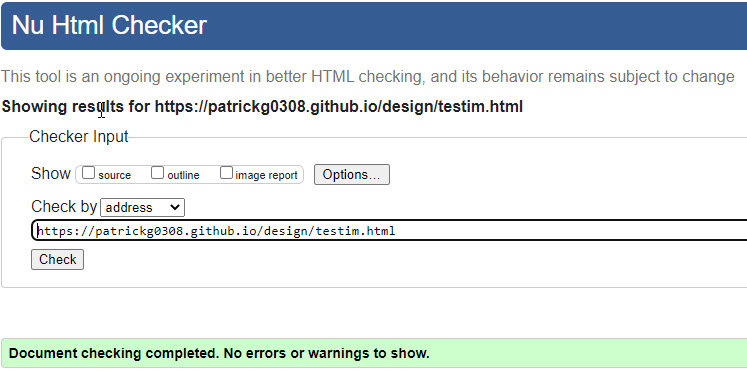 Nu Html Checker
This tool is an ongoing experiment in better HTML checking, and its behavior remains subject to change
Showing results for https://patrickg0308.github.io/design/testim.html
Checker Input
Show source outline image report Options...
Check by address
https://patrickg0308.github.io/design/testim.html
Check
Document checking completed. No errors or warnings to show.